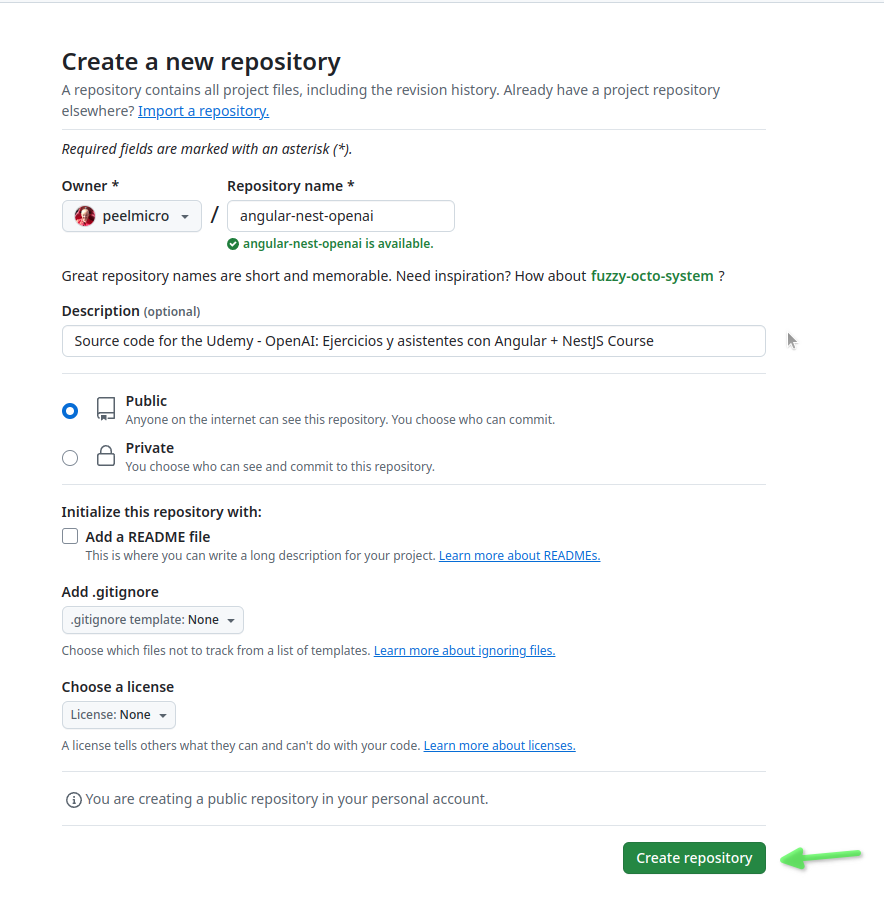 Create a new repository
A repository contains all project files, including the revision history. Already have a project repository
elsewhere? Import a repository.
Required fields are marked with an asterisk (*).
Owner * Repository name *
peelmicro / angular-nest-openai
angular-nest-openai is available.
Great repository names are short and memorable. Need inspiration? How about fuzzy-octo-system ?
Description (optional)
Source code for the Udemy - OpenAI: Ejercicios y asistentes con Angular + NestJS Course
Public
Anyone on the internet can see this repository. You choose who can commit.
Private
You choose who can see and commit to this repository.
Initialize this repository with:
Add a README file
This is where you can write a long description for your project. Learn more about READMEs.
Add .gitignore
.gitignore template: None
Choose which files not to track from a list of templates. Learn more about ignoring files.
Choose a license
License: None
A license tells others what they can and can't do with your code. Learn more about licenses.
You are creating a public repository in your personal account.
Create repository